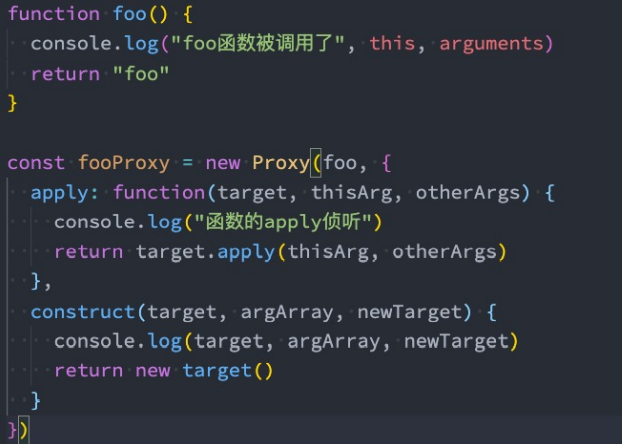 function foo() {
  console.log("foo函数被调用了", this, arguments)
  return "foo"
}

const fooProxy = new Proxy(foo, {
  apply: function(target, thisArg, otherArgs) {
    console.log("函数的apply侦听")
    return target.apply(thisArg, otherArgs)
  },
  construct(target, argArray, newTarget) {
    console.log(target, argArray, newTarget)
    return new target()
  }
})